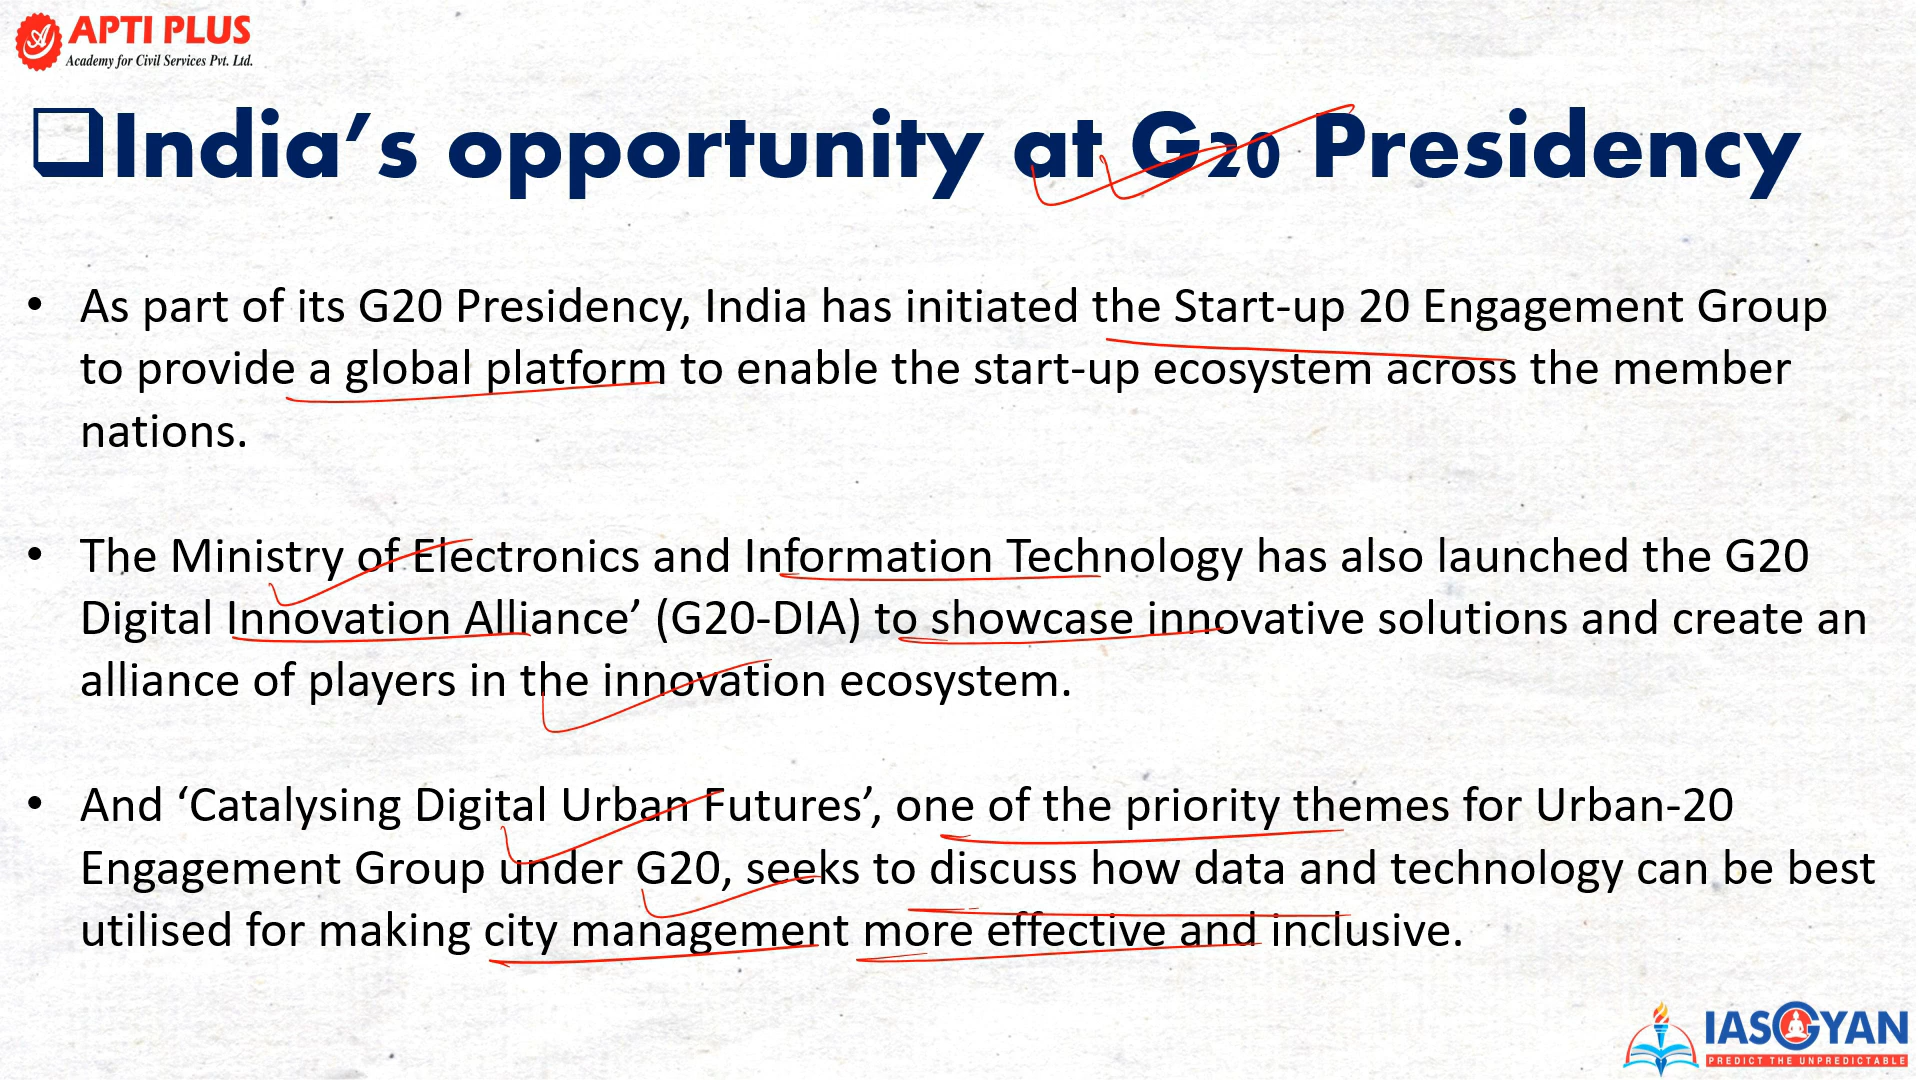 APTI PLUS
Academy for Civil Services Pvt. Ltd.
❑India’s opportunity at G20 Presidency
• As part of its G20 Presidency, India has initiated the Start-up 20 Engagement Group
to provide a global platform to enable the start-up ecosystem across the member
nations.
• The Ministry of Electronics and Information Technology has also launched the G20
Digital Innovation Alliance’ (G20-DIA) to showcase innovative solutions and create an
alliance of players in the innovation ecosystem.
• And ‘Catalysing Digital Urban Futures’, one of the priority themes for Urban-20
Engagement Group under G20, seeks to discuss how data and technology can be best
utilised for making city management more effective and inclusive.
IASGYAN
PREDICT THE UNPREDICTABLE